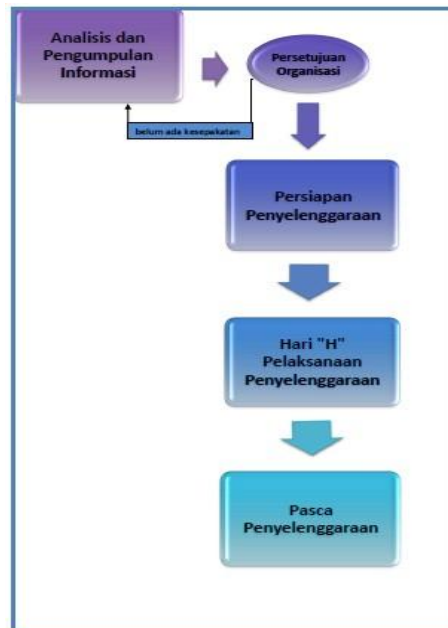 Analisis dan
Pengumpulan
Informasi
Persetujuan
Organisasi
belum ada kesepakatan
Persiapan
Penyelenggaraan
Hari "H"
Pelaksanaan
Penyelenggaraan
Pasca
Penyelenggaraan